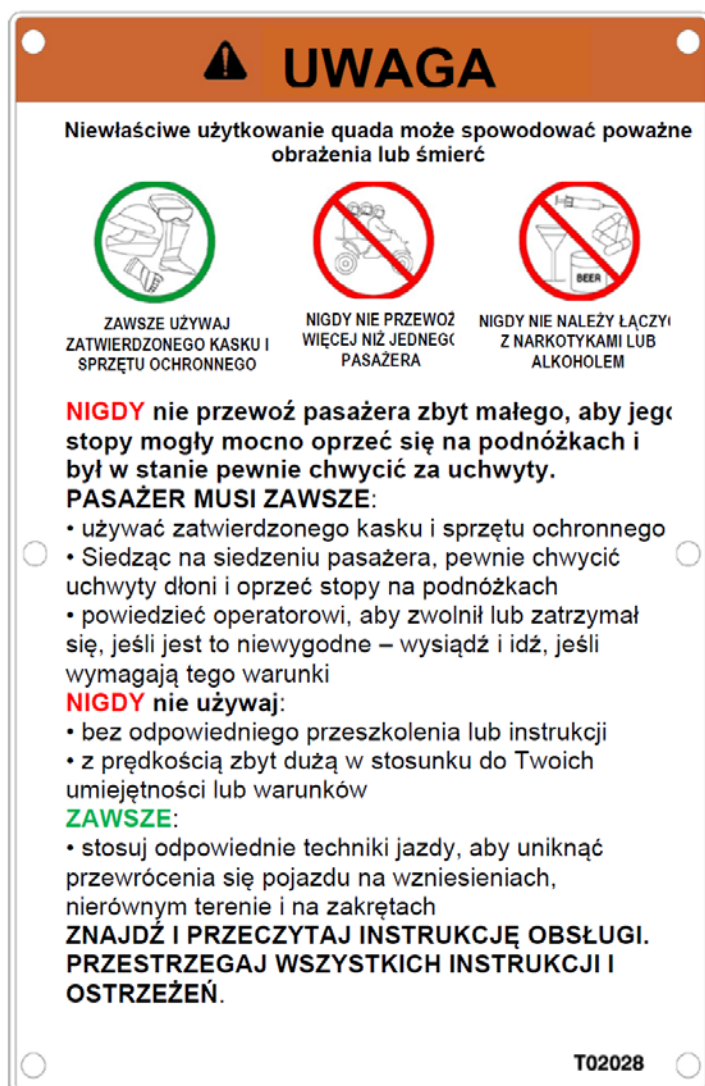 UWAGA
Niewłaściwe użytkowanie quada może spowodować poważne
obrażenia lub śmierć
BEER
ZAWSZE UŻYWAJ
ZATWIERDZONEGO KASKU I
SPRZĘTU OCHRONNEGO
NIGDY NIE PRZEWOŹ
WIĘCEJ NIŻ JEDNEG
PASAŻERA
NIGDY NIE NALEŻY ŁĄCZY
Z NARKOTYKAMI LUB
ALKOHOLEM
NIGDY nie przewoź pasażera zbyt małego, aby jeg
stopy mogły mocno oprzeć się na podnóżkach i
był w stanie pewnie chwycić za uchwyty.
PASAŻER MUSI ZAWSZE:
• używać zatwierdzonego kasku i sprzętu ochronnego
• Siedząc na siedzeniu pasażera, pewnie chwycić
uchwyty dłoni i oprzeć stopy na podnóżkach
• powiedzieć operatorowi, aby zwolnił lub zatrzymał
się, jeśli jest to niewygodne – wysiądź i idź, jeśli
wymagają tego warunki
NIGDY nie używaj:
• bez odpowiedniego przeszkolenia lub instrukcji
• z prędkością zbyt dużą w stosunku do Twoich
umiejętności lub warunków
ZAWSZE:
• stosuj odpowiednie techniki jazdy, aby uniknąć
przewrócenia się pojazdu na wzniesieniach,
nierównym terenie i na zakrętach
ZNAJDŹ I PRZECZYTAJ INSTRUKCJĘ OBSŁUGI.
PRZESTRZEGAJ WSZYSTKICH INSTRUKCJI I
OSTRZEŻEŃ.
T02028